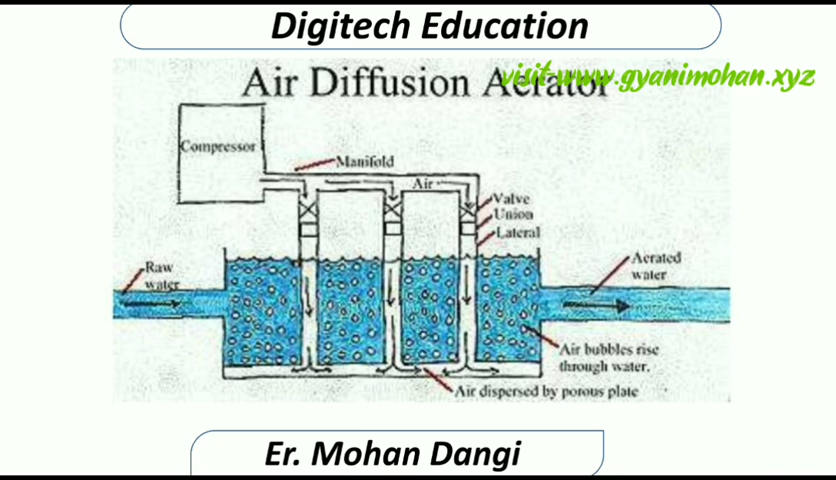 Digitech Education
visit-www.gyanimohan.xyz
Air Diffusion Aerator
Compressor
Manifold
Air
Valve
Union
Lateral
Raw
water
Aerated
water
Air bubbles rise
through water.
Air dispersed by porous plate
Er. Mohan Dangi